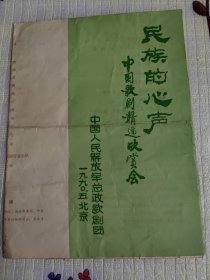 民族的心声
中国歌剧精选欣赏会
中国人民解放军总政歌剧团
一九九〇·五·北京